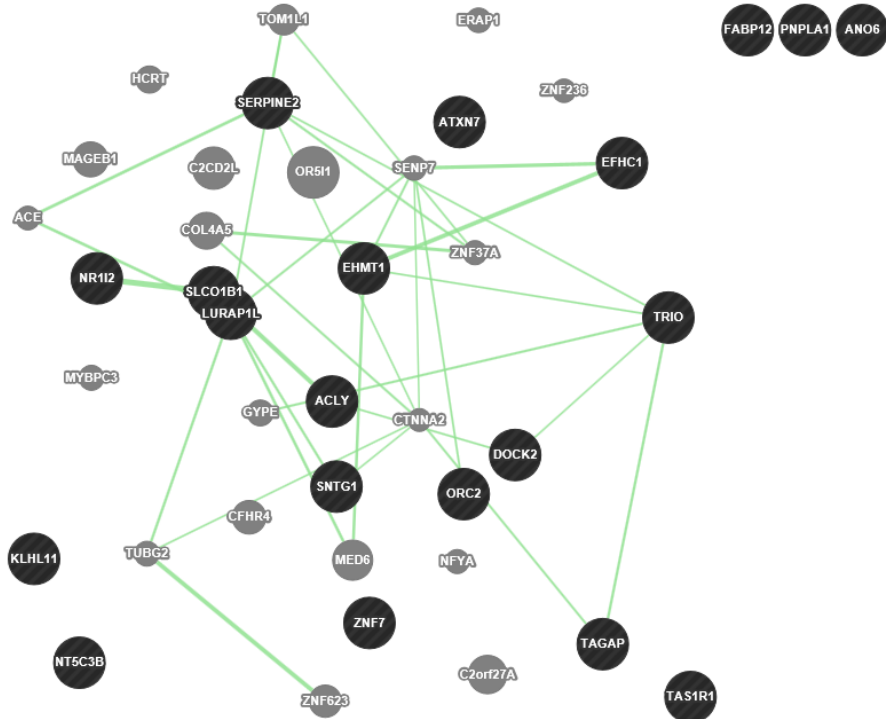 TOM1L1
ERAP1
FABP12
PNPLA1
ANO6
HCRT
ZNF236
SERPINE2
ATXN7
MAGEB1
C2CD2L
OR5I1
SENP7
EFHC1
ACE
COL4A5
ZNF37A
EHMT1
NR1I2
SLCO1B1
LURAP1L
TRIO
MYBPC3
ACLY
GYPE
CTNNA2
DOCK2
SNTG1
ORC2
CFHR4
TUBG2
KLHL11
MED6
NFYA
ZNF7
TAGAP
NT5C3B
C2orf27A
ZNF623
TAS1R1